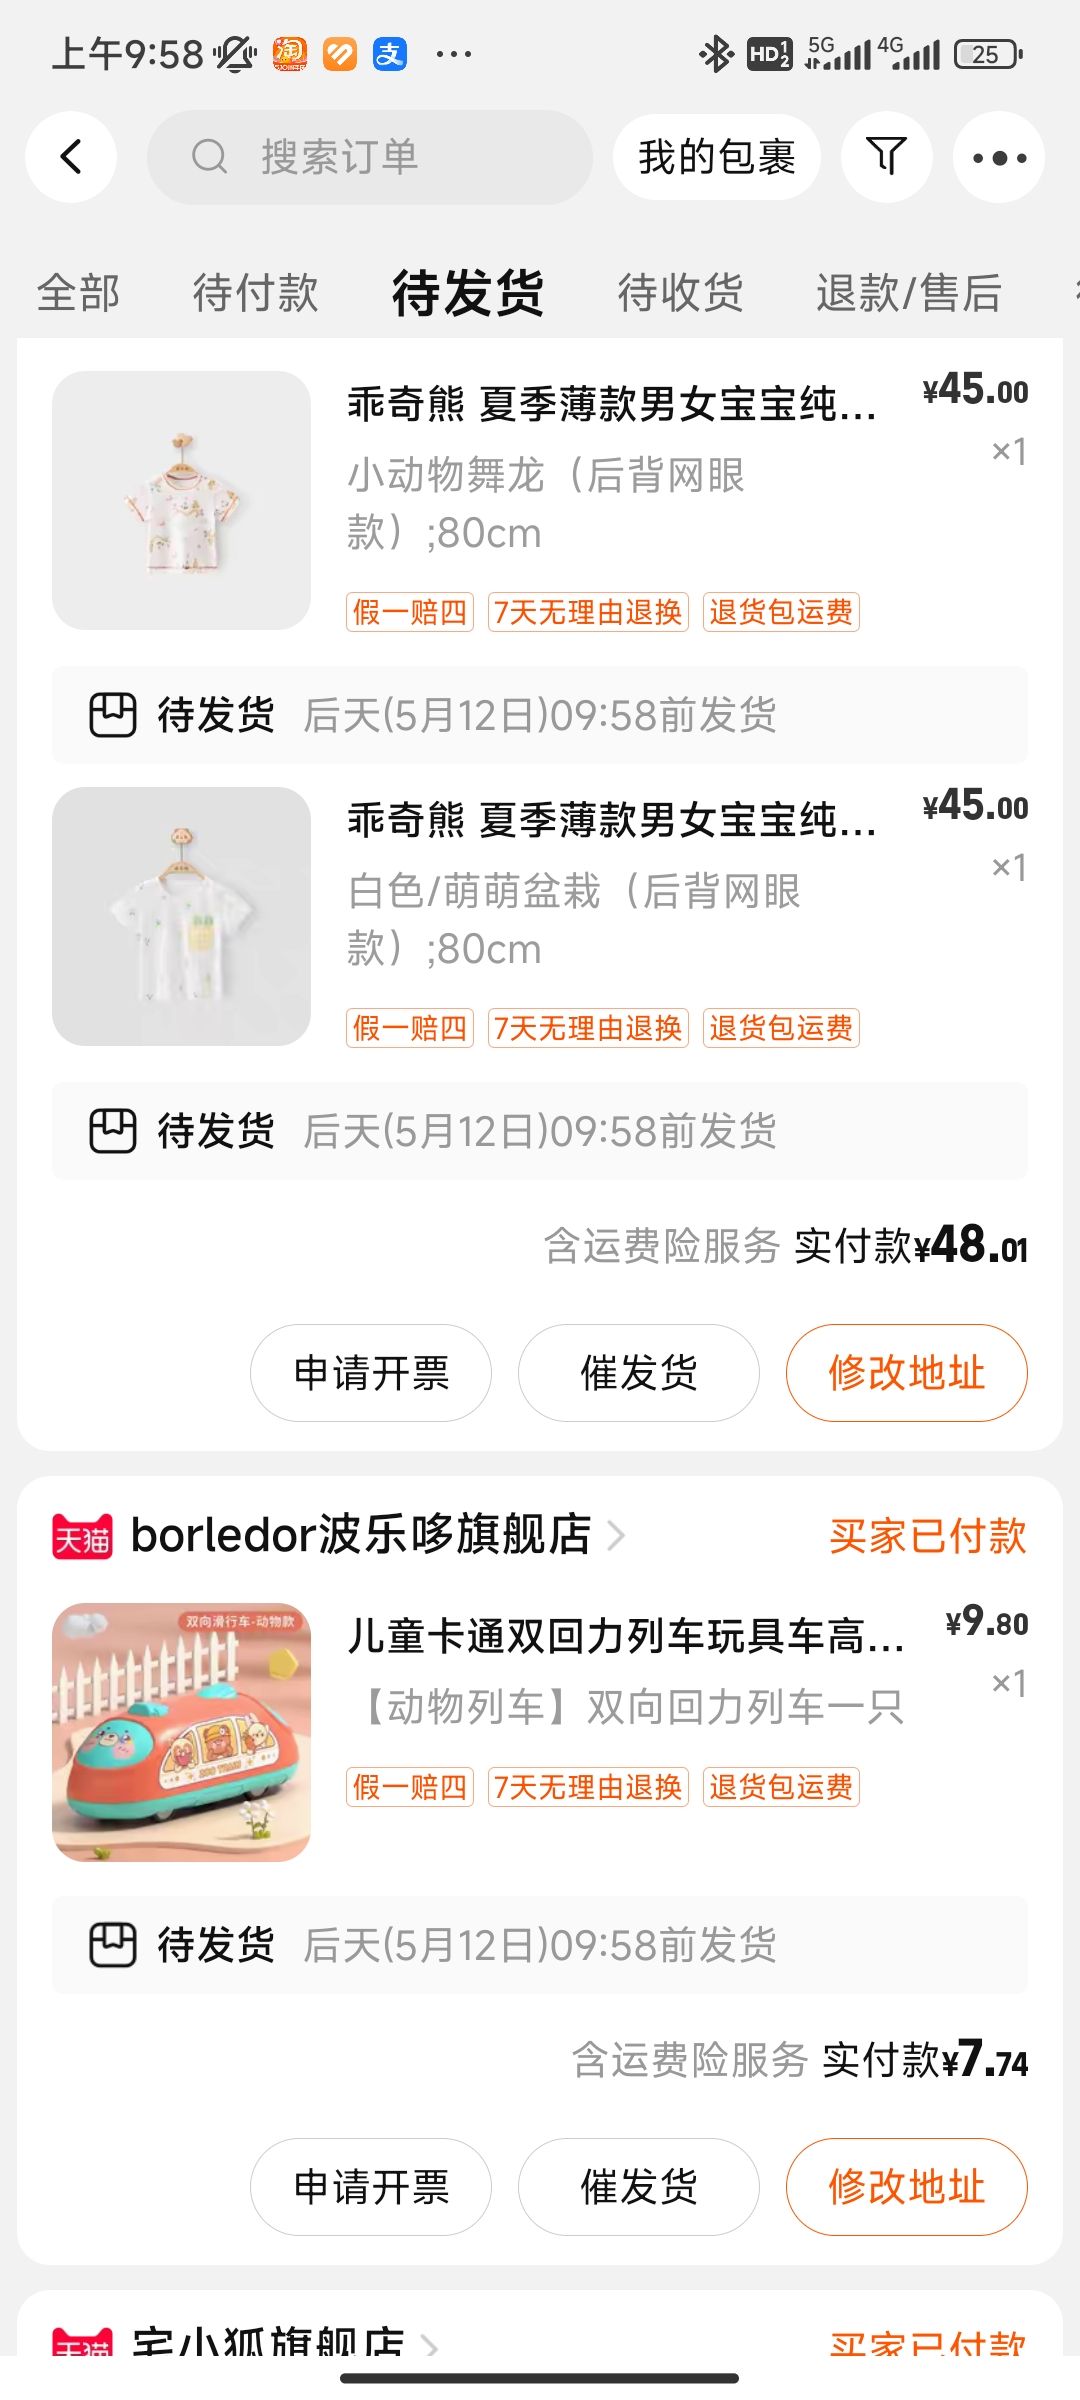 上午9:58
HD 1 2
5G
4G
25
搜索订单
我的包裹
全部
待付款
待发货
待收货
退款/售后
乖奇熊 夏季薄款男女宝宝纯...
¥45.00
小动物舞龙（后背网眼
×1
款）;80cm
假一赔四 7天无理由退换 退货包运费
待发货 后天(5月12日)09:58前发货
乖奇熊 夏季薄款男女宝宝纯...
¥45.00
白色/萌萌盆栽（后背网眼
×1
款）;80cm
假一赔四 7天无理由退换 退货包运费
待发货 后天(5月12日)09:58前发货
含运费险服务 实付款¥48.01
申请开票 催发货 修改地址
天猫 borledor波乐哆旗舰店
买家已付款
双向滑行车-动物款
ZOO TRAIN
儿童卡通双回力列车玩具车高...
¥9.80
【动物列车】双向回力列车一只
×1
假一赔四 7天无理由退换 退货包运费
待发货 后天(5月12日)09:58前发货
含运费险服务 实付款¥7.74
申请开票 催发货 修改地址
天猫 宅小狐旗舰店
买家已付款